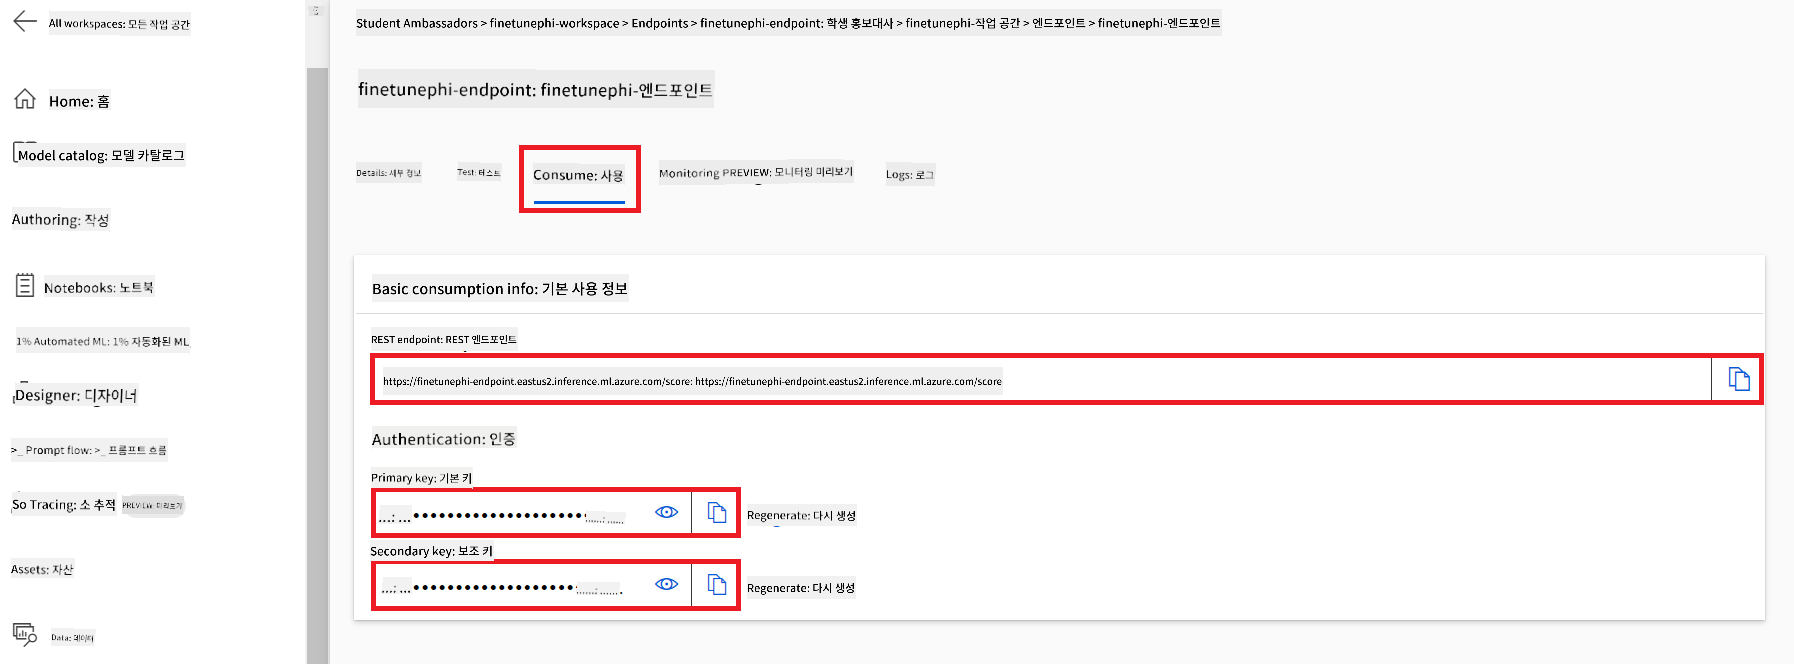 All workspaces: 모든 작업 공간
Home: 홈
Model catalog: 모델 카탈로그
Authoring: 작성
Notebooks: 노트북
1% Automated ML: 1% 자동화된 ML
Designer: 디자이너
>_ Prompt flow: >_ 프롬프트 흐름
So Tracing: 소 추적 PREVIEW: 미리보기
Assets: 자산
Data: 데이터
Student Ambassadors > finetunephi-workspace > Endpoints > finetunephi-endpoint: 학생 홍보대사 > finetunephi-작업 공간 > 엔드포인트 > finetunephi-엔드포인트
finetunephi-endpoint: finetunephi-엔드포인트
Details: 세부 정보 Test: 테스트 Consume: 사용 Monitoring PREVIEW: 모니터링 미리보기 Logs: 로그
Basic consumption info: 기본 사용 정보
REST endpoint: REST 엔드포인트
https://finetunephi-endpoint.eastus2.inference.ml.azure.com/score: https://finetunephi-endpoint.eastus2.inference.ml.azure.com/score
Authentication: 인증
Primary key: 기본 키
Regenerate: 다시 생성
Secondary key: 보조 키
Regenerate: 다시 생성